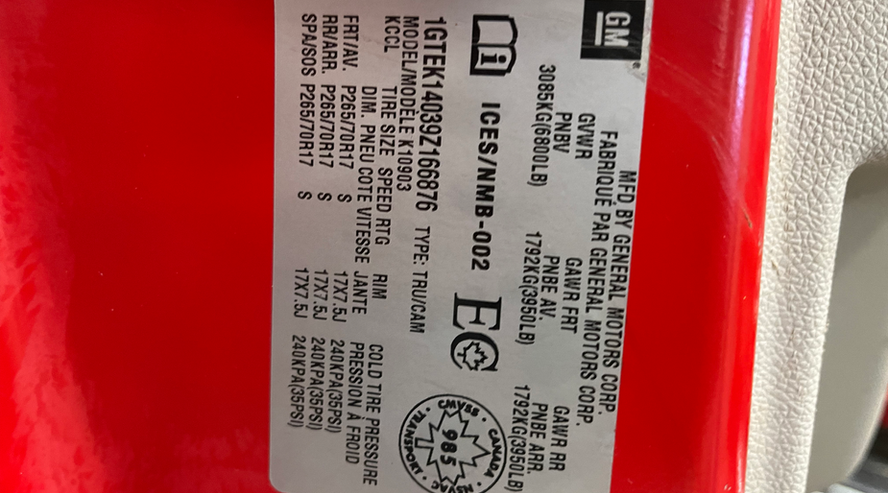 GM
MFD BY GENERAL MOTORS CORP.
FABRIQUÉ PAR GENERAL MOTORS CORP.
GVWR GAWR FRT GAWR RR
PNBV PNBE AV. PNBE ARR.
3085KG(6800LB) 1792KG(3950LB) 1792KG(3950LB)
i ICES/NMB-002 EC
CMVSS · CANADA · NSVAC · TRANSPORT ·
985
1GTEK14039Z166876 TYPE: TRU/CAM
MODEL/MODÈLE K10903
KCCL TIRE SIZE SPEED RTG RIM COLD TIRE PRESSURE
DIM. PNEU COTE VITESSE JANTE PRESSION À FROID
FRT/AV. P265/70R17 S 17X7.5J 240KPA(35PSI)
RR/ARR. P265/70R17 S 17X7.5J 240KPA(35PSI)
SPA/SOS P265/70R17 S 17X7.5J 240KPA(35PSI)